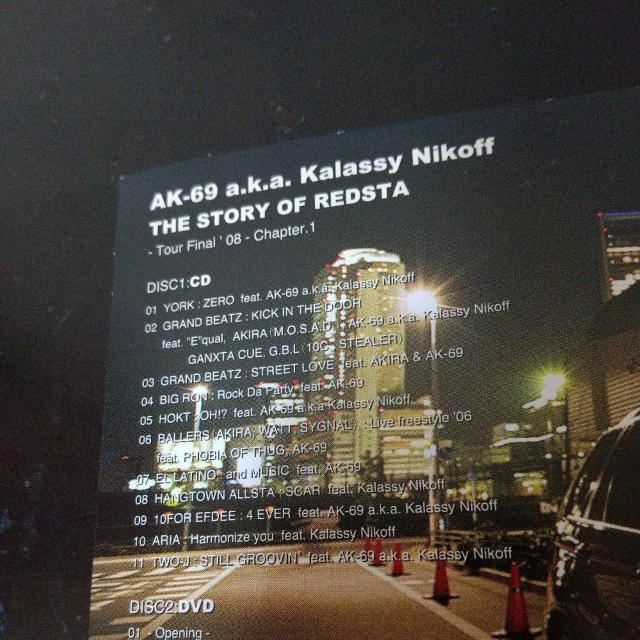 AK-69 a.k.a. Kalassy Nikoff
THE STORY OF REDSTA
- Tour Final ' 08 - Chapter.1
DISC1:CD
01 YORK : ZERO feat. AK-69 a.k.a. Kalassy Nikoff
02 GRAND BEATZ : KICK IN THE DOOR
feat. "E"qual, AKIRA (M.O.S.A.D.), AK-69 a.k.a. Kalassy Nikoff
GANXTA CUE, G.B.L (10G, STEALER)
03 GRAND BEATZ : STREET LOVE feat. AKIRA & AK-69
04 BIG RON : Rock Da Party feat. AK-69
05 HOKT : OH!? feat. AK-69 a.k.a Kalassy Nikoff
06 BALLERS (AKIRA, WATT, SYGNAL) : Live freestyle '06
feat. PHOBIA OF THUG, AK-69
07 EL LATINO and MUSIC feat. AK-69
08 HANGTOWN ALLSTA : SCAR feat. Kalassy Nikoff
09 10FOR EFDEE : 4 EVER feat. AK-69 a.k.a. Kalassy Nikoff
10 ARIA : Harmonize you feat. Kalassy Nikoff
11 TWO-J : STILL GROOVIN' feat. AK-69 a.k.a. Kalassy Nikoff
DISC2:DVD
01 - Opening -